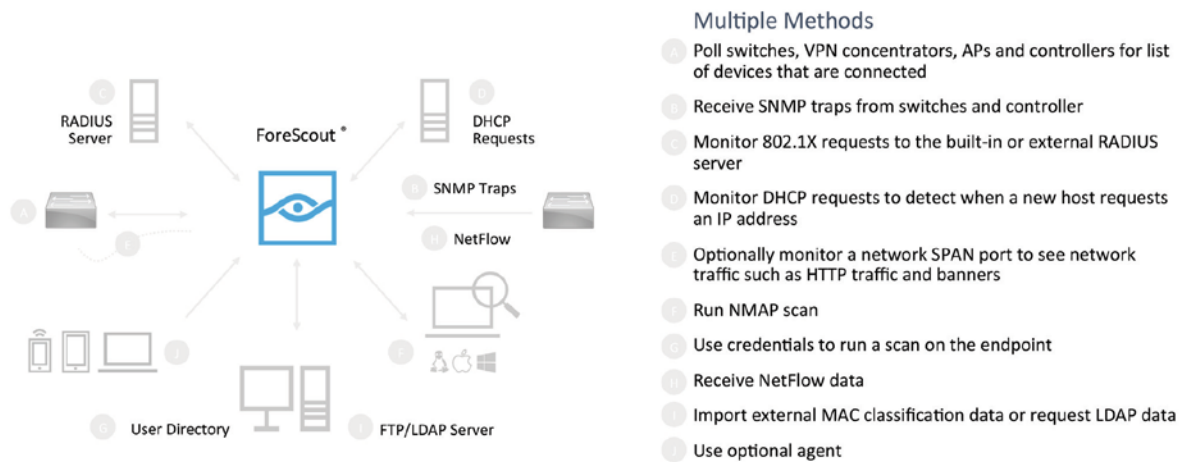 C
RADIUS
Server
ForeScout ®
D
DHCP
Requests
A
E
B SNMP Traps
H NetFlow
J
F
G User Directory
I FTP/LDAP Server
Multiple Methods
A Poll switches, VPN concentrators, APs and controllers for list
of devices that are connected
B Receive SNMP traps from switches and controller
C Monitor 802.1X requests to the built-in or external RADIUS
server
D Monitor DHCP requests to detect when a new host requests
an IP address
E Optionally monitor a network SPAN port to see network
traffic such as HTTP traffic and banners
F Run NMAP scan
G Use credentials to run a scan on the endpoint
H Receive NetFlow data
I Import external MAC classification data or request LDAP data
J Use optional agent